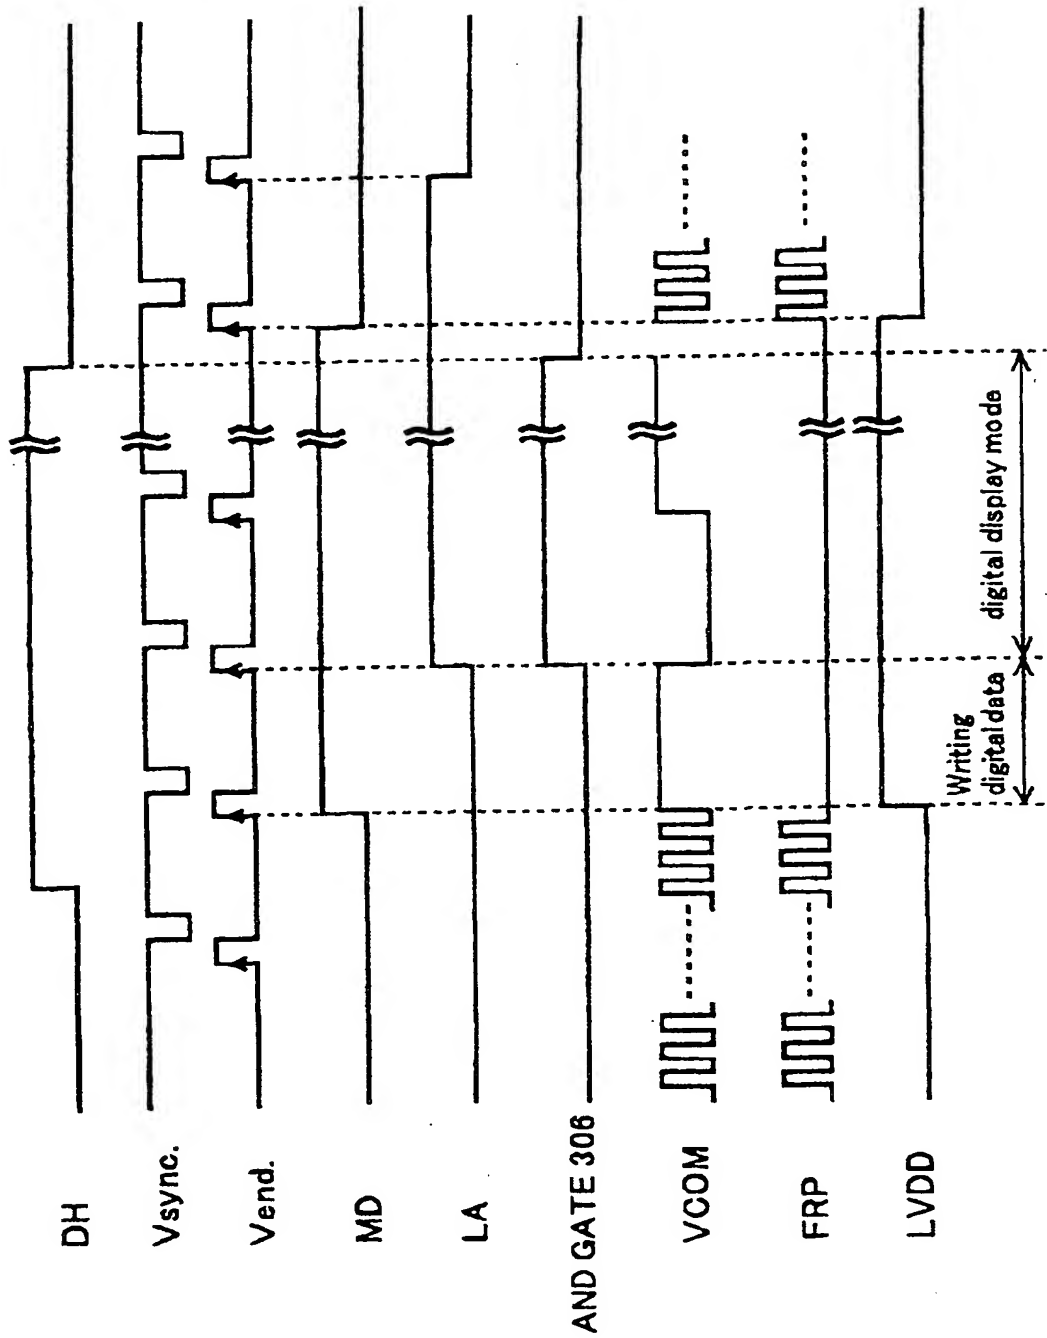 DH
Vsync.
Vend.
MD
LA
AND GATE 306
VCOM
FRP
LVDD
Writing
digital data
digital display mode